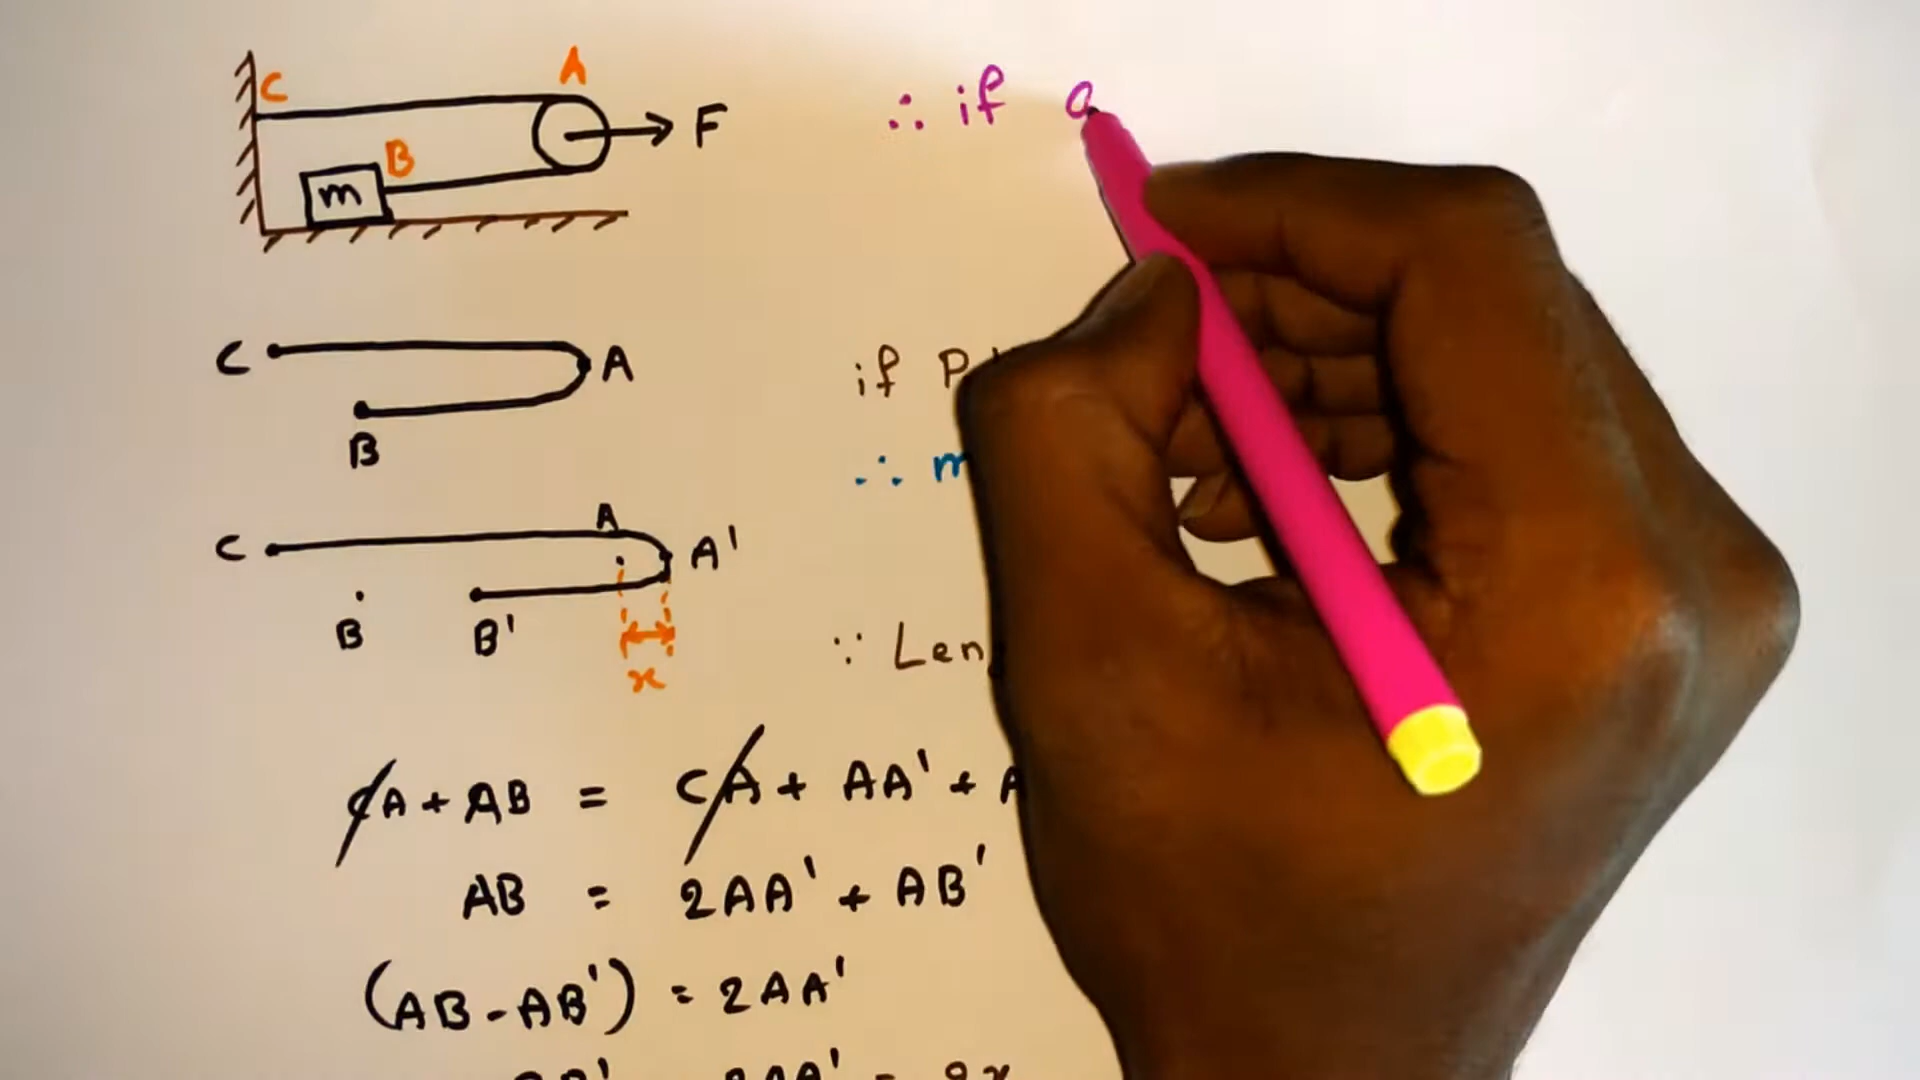 C A
F
B
m
∴ if a
C A
B
if P
∴ m
C A A'
B B'
x
∵ Len
CA + AB = CA + AA' + A
AB = 2AA' + AB'
(AB - AB') = 2AA'